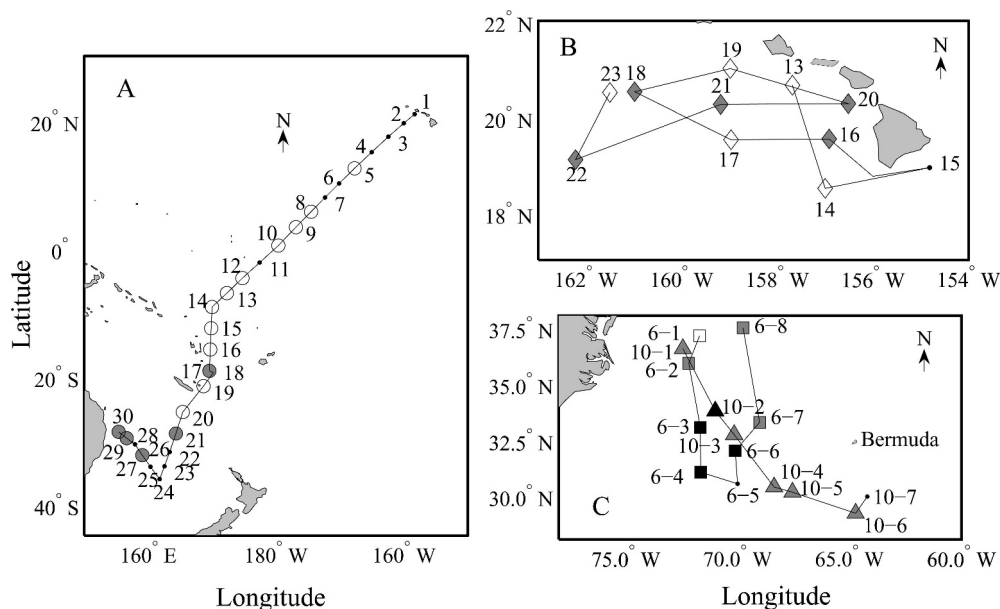 A
N
20° N
0°
20° S
40° S
Latitude
160° E
180° W
160° W
Longitude
1
2
3
4
5
6
7
8
9
10
11
12
13
14
15
16
17
18
19
20
21
22
23
24
25
26
27
28
29
30
B
N
22° N
20° N
18° N
162° W
160° W
158° W
156° W
154° W
23
18
19
13
21
20
16
17
22
14
15
C
N
37.5° N
35.0° N
32.5° N
30.0° N
75.0° W
70.0° W
65.0° W
60.0° W
Longitude
6−1
6−8
10−1
6−2
10−2
6−3
6−7
10−3
6−6
Bermuda
6−4
10−4
6−5
10−5
10−7
10−6